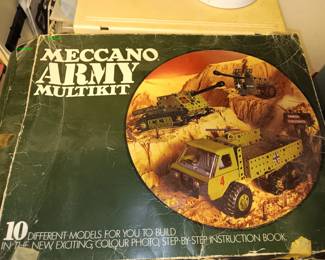 MECCANO
ARMY
MULTIKIT
10 DIFFERENT MODELS FOR YOU TO BUILD
IN THE NEW, EXCITING, COLOUR PHOTO, STEP-BY-STEP INSTRUCTION BOOK.
4